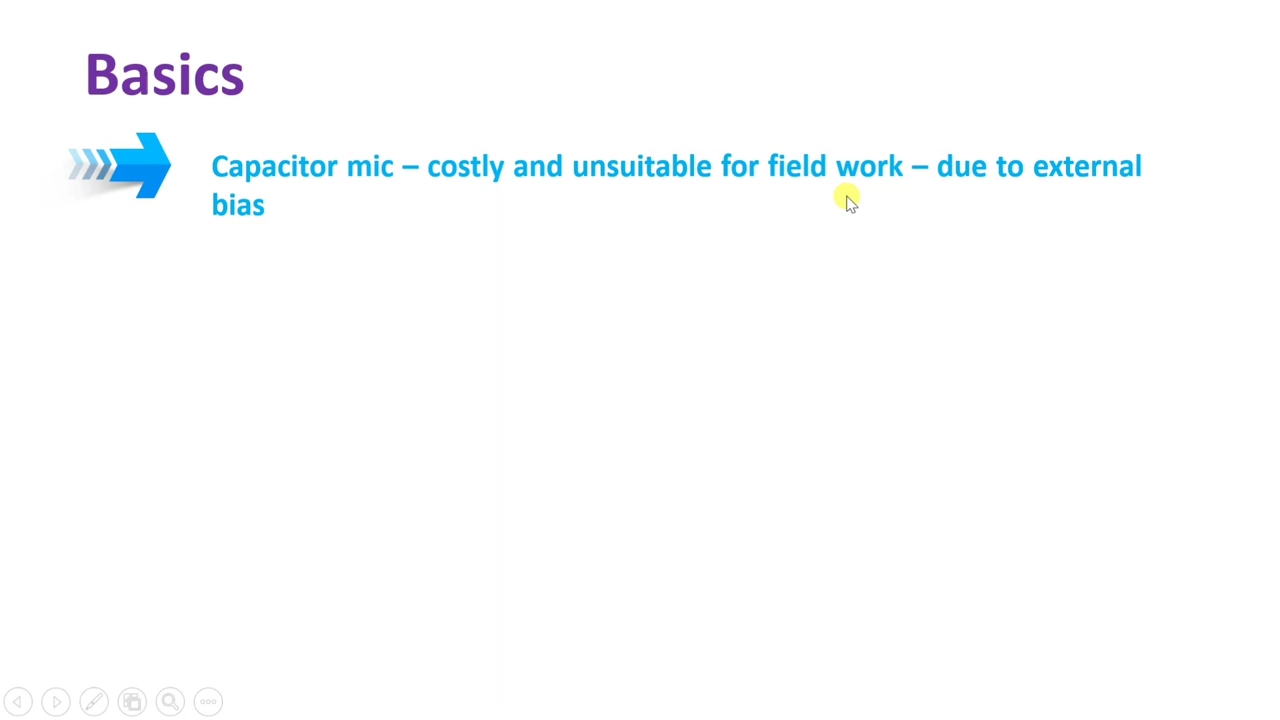 Basics
Capacitor mic – costly and unsuitable for field work – due to external
bias